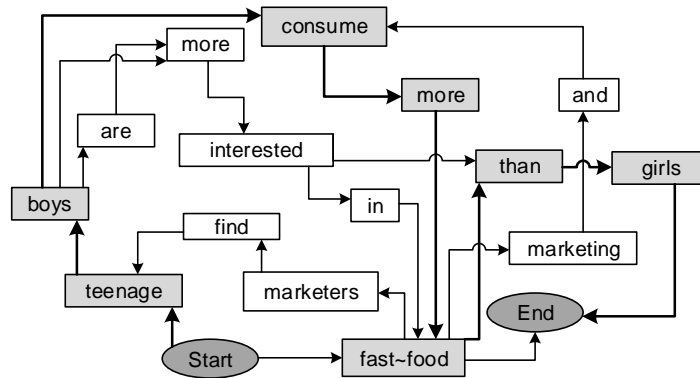 consume
more
more
and
are
interested
than
girls
boys
in
find
marketing
teenage
marketers
End
Start
fast~food